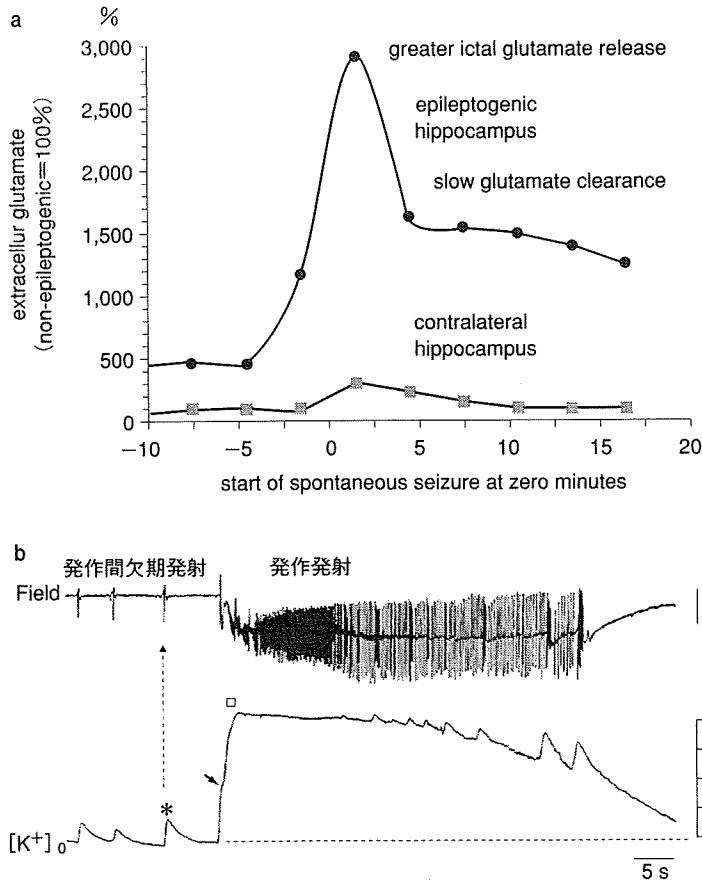 a
%
3,000
2,500
2,000
1,500
1,000
500
0
extracellur glutamate
(non-epileptogenic=100%)
greater ictal glutamate release
epileptogenic
hippocampus
slow glutamate clearance
contralateral
hippocampus
−10
−5
0
5
10
15
20
start of spontaneous seizure at zero minutes
b
発作間欠期発射
発作発射
Field
*
[K+]0
5 s